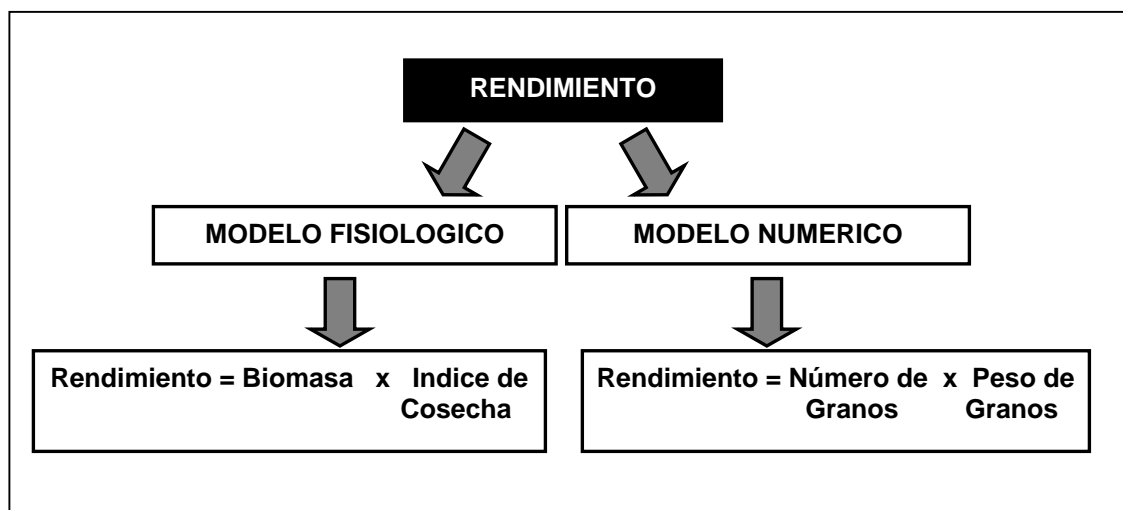 RENDIMIENTO
MODELO FISIOLOGICO
MODELO NUMERICO
Rendimiento = Biomasa x Indice de
Cosecha
Rendimiento = Número de x Peso de
Granos Granos